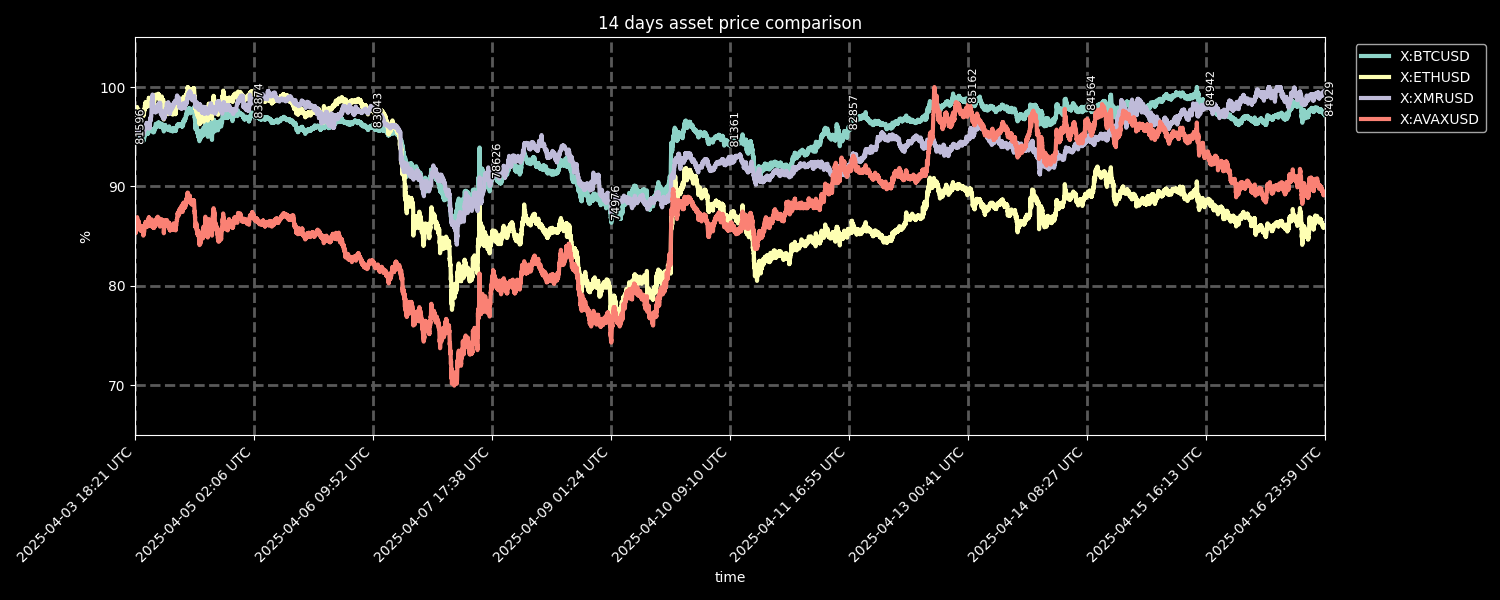 14 days asset price comparison
X:BTCUSD
X:ETHUSD
X:XMRUSD
X:AVAXUSD
100
90
80
70
%
81596
83874
83043
78626
74976
81361
82857
85162
84564
84942
84029
2025-04-03 18:21 UTC
2025-04-05 02:06 UTC
2025-04-06 09:52 UTC
2025-04-07 17:38 UTC
2025-04-09 01:24 UTC
2025-04-10 09:10 UTC
2025-04-11 16:55 UTC
2025-04-13 00:41 UTC
2025-04-14 08:27 UTC
2025-04-15 16:13 UTC
2025-04-16 23:59 UTC
time